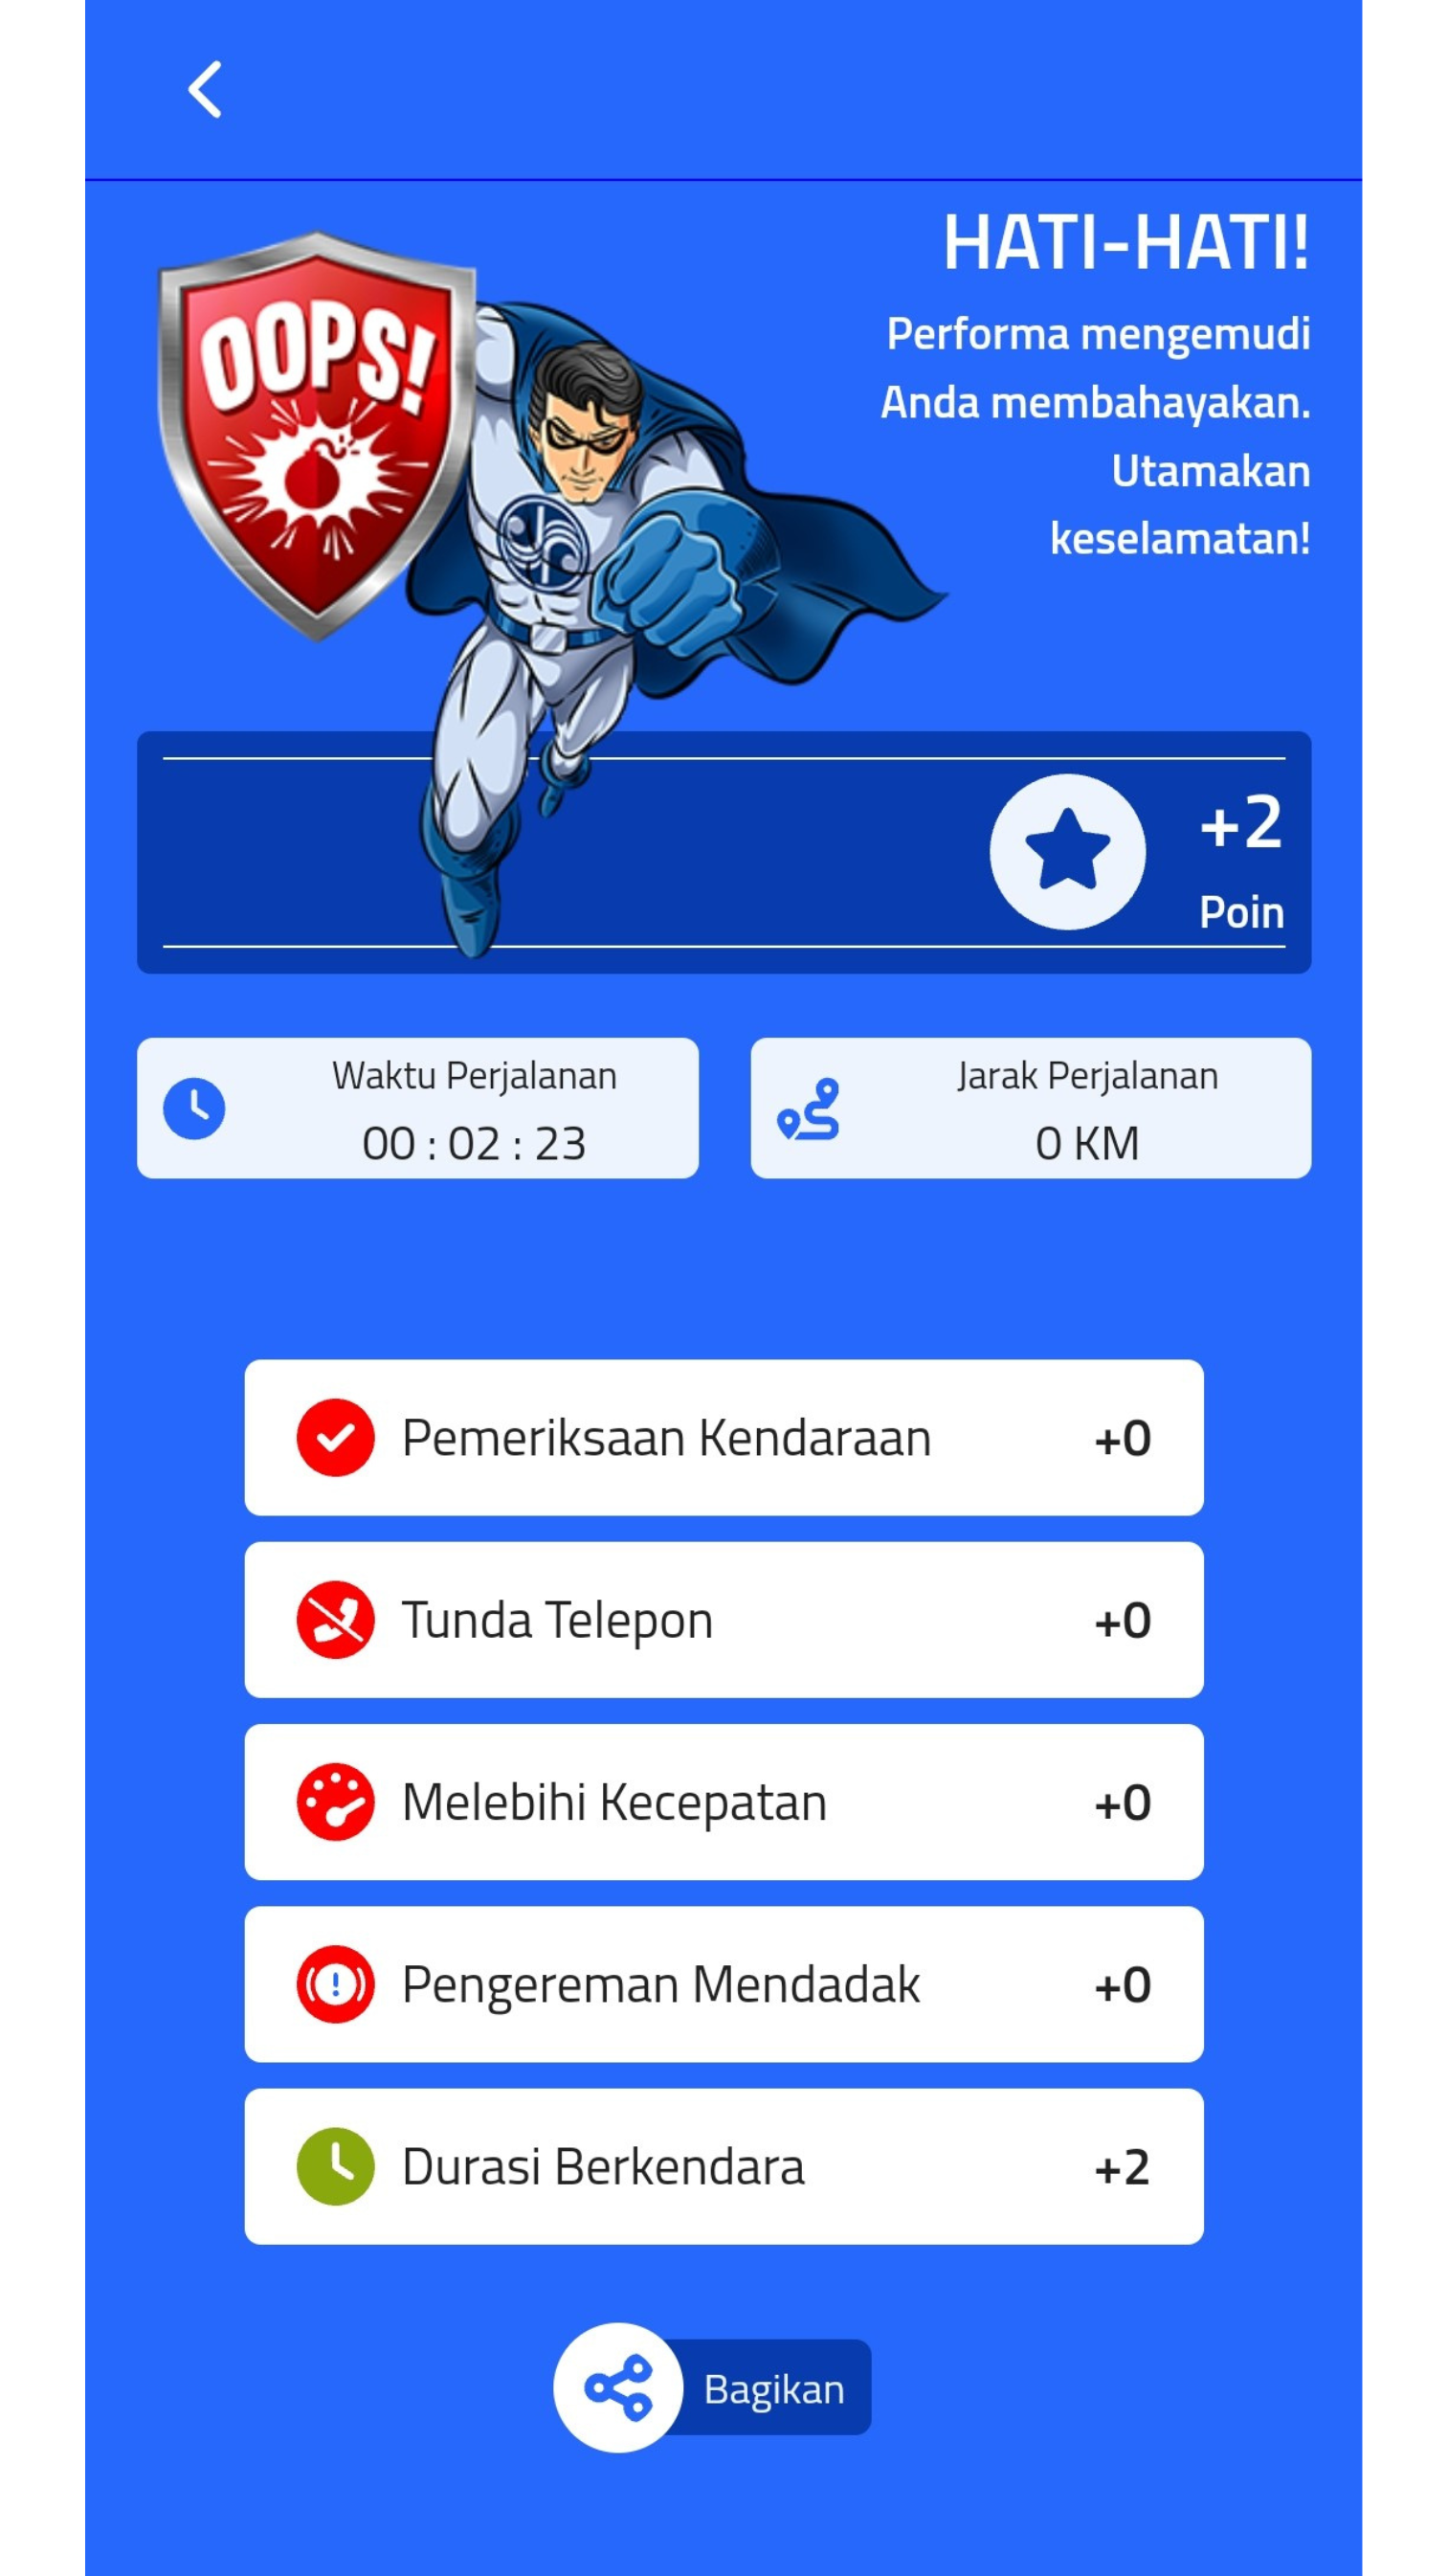 HATI-HATI!
OOPS!
Performa mengemudi
Anda membahayakan.
Utamakan
keselamatan!
+2
Poin
Waktu Perjalanan
00 : 02 : 23
Jarak Perjalanan
0 KM
Pemeriksaan Kendaraan +0
Tunda Telepon +0
Melebihi Kecepatan +0
Pengereman Mendadak +0
Durasi Berkendara +2
Bagikan